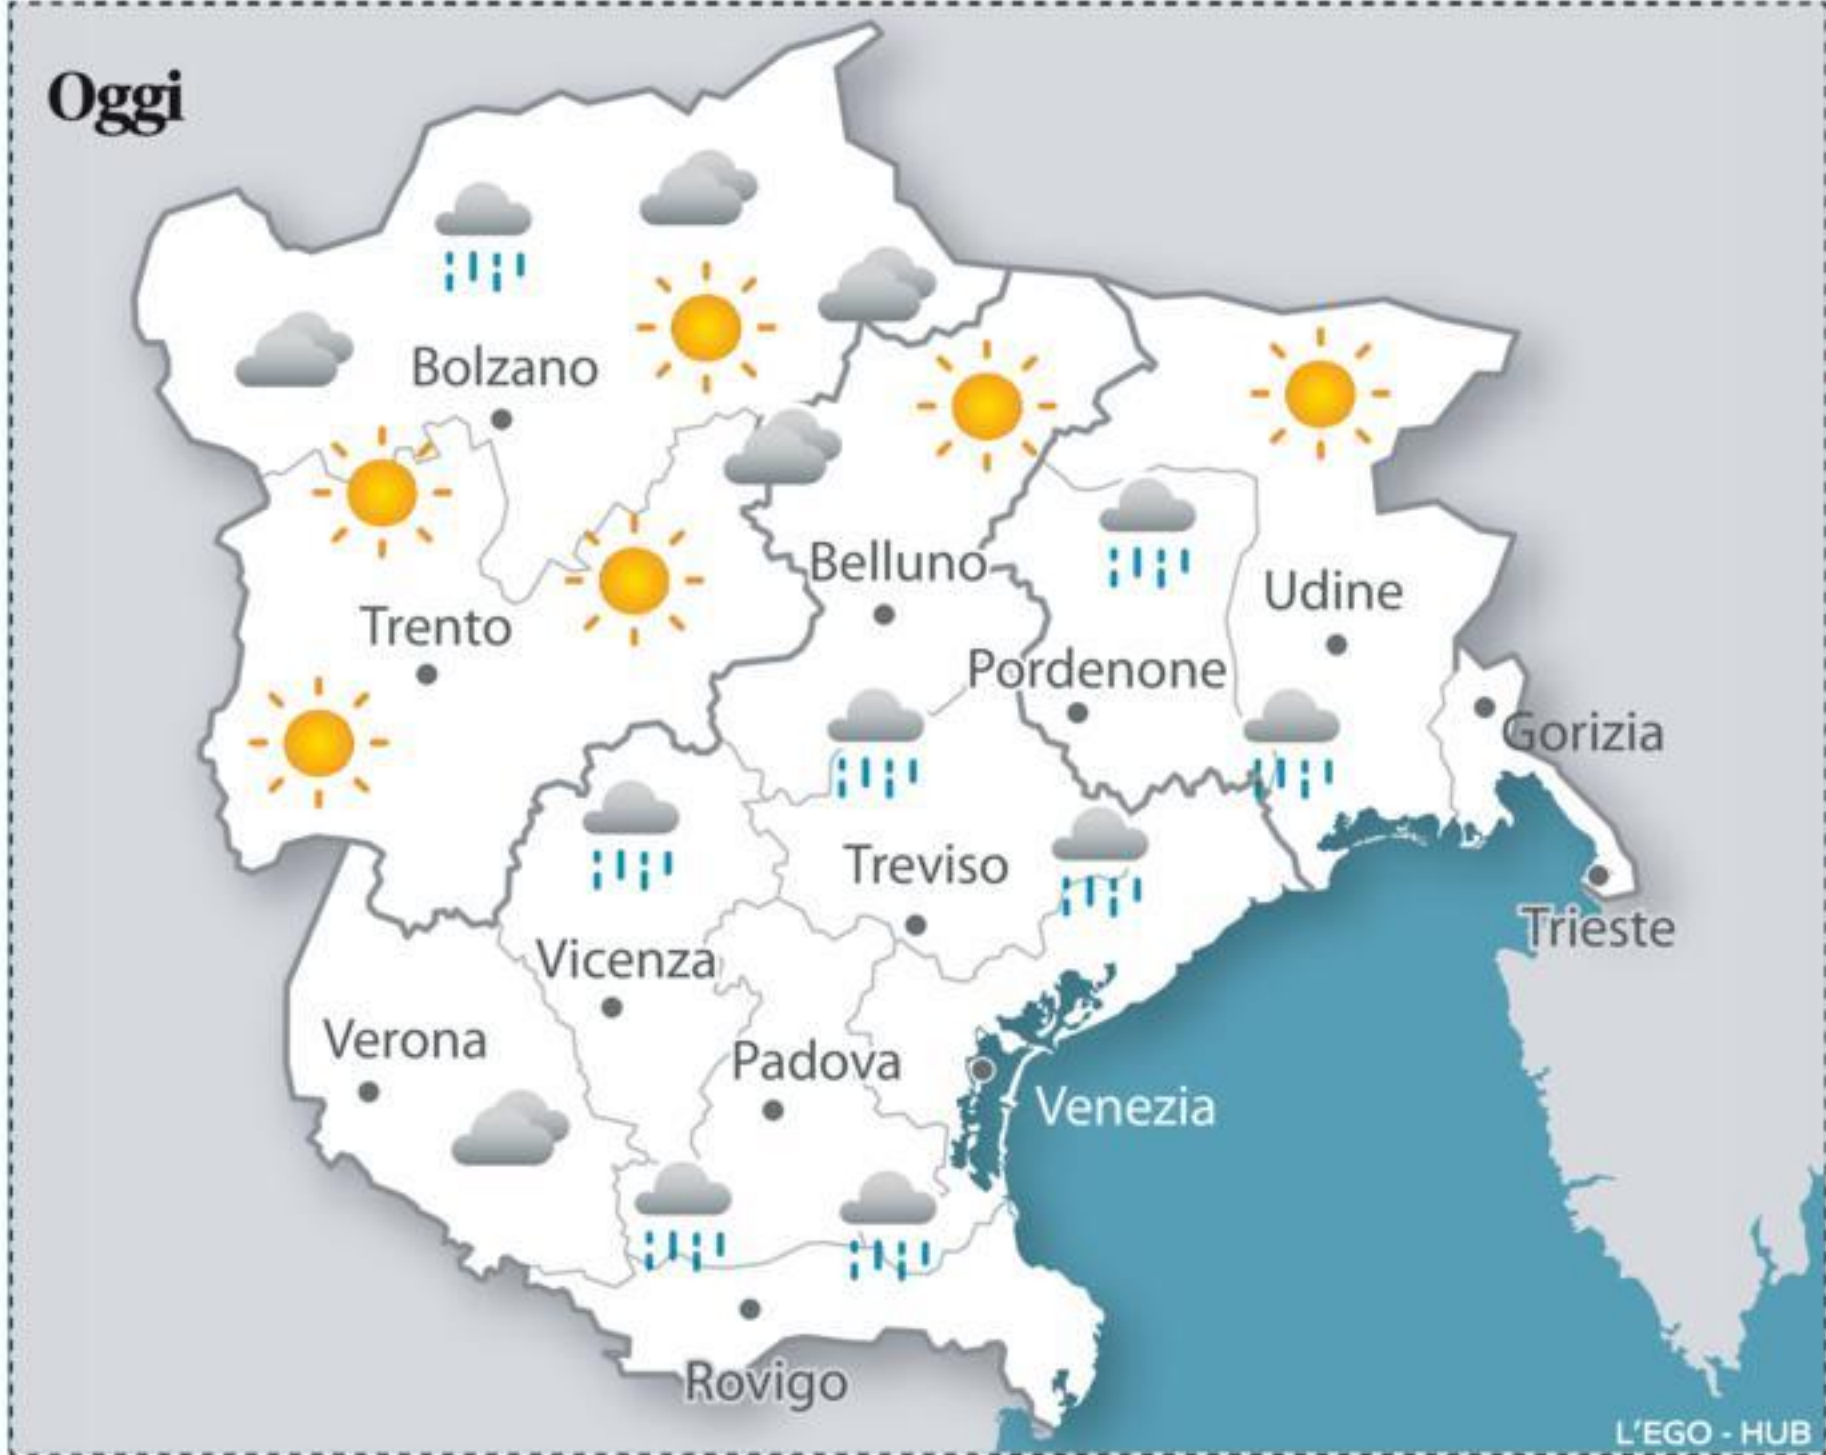 Oggi
Bolzano
Belluno
Udine
Trento
Pordenone
Gorizia
Treviso
Trieste
Vicenza
Verona
Padova
Venezia
Rovigo
L'EGO - HUB